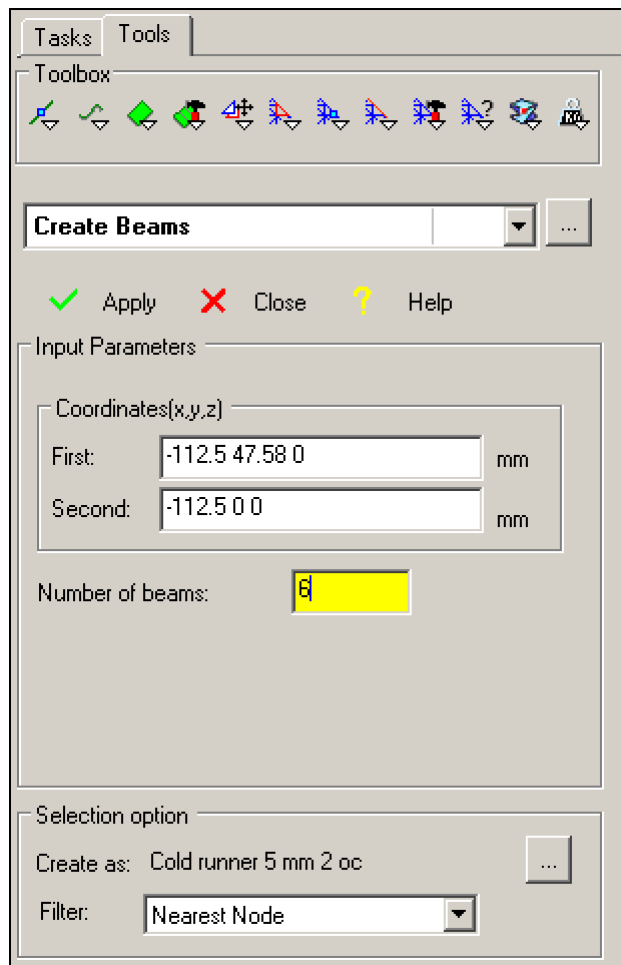 Tasks Tools
Toolbox
Create Beams ...
Apply Close ? Help
Input Parameters
Coordinates(x,y,z)
First: -112.5 47.58 0 mm
Second: -112.5 0 0 mm
Number of beams: 6
Selection option
Create as: Cold runner 5 mm 2 oc ...
Filter: Nearest Node